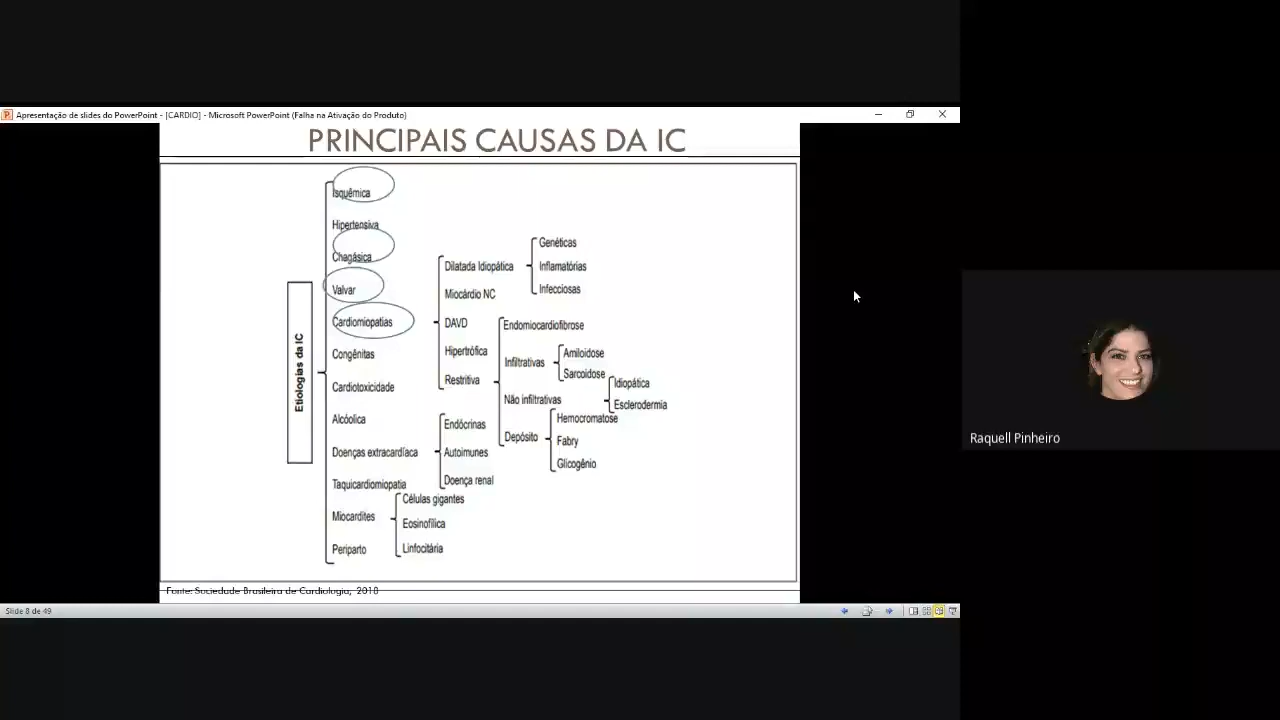 Apresentação de slides do PowerPoint - [CARDIO] - Microsoft PowerPoint (Falha na Ativação do Produto)
PRINCIPAIS CAUSAS DA IC
Etiologias da IC
Isquêmica
Hipertensiva
Chagásica
Valvar
Cardiomiopatias
Congênitas
Cardiotoxicidade
Alcóolica
Doenças extracardíaca
Taquicardiomiopatia
Miocardites
Periparto
Dilatada Idiopática
Miocárdio NC
DAVD
Hipertrófica
Restritiva
Genéticas
Inflamatórias
Infecciosas
Endomiocardiofibrose
Infiltrativas
Não infiltrativas
Depósito
Amiloidose
Sarcoidose
Idiopática
Esclerodermia
Hemocromatose
Fabry
Glicogênio
Endócrinas
Autoimunes
Doença renal
Células gigantes
Eosinofílica
Linfocitária
Fonte: Sociedade Brasileira de Cardiologia, 2018
Slide 8 de 49
Raquell Pinheiro